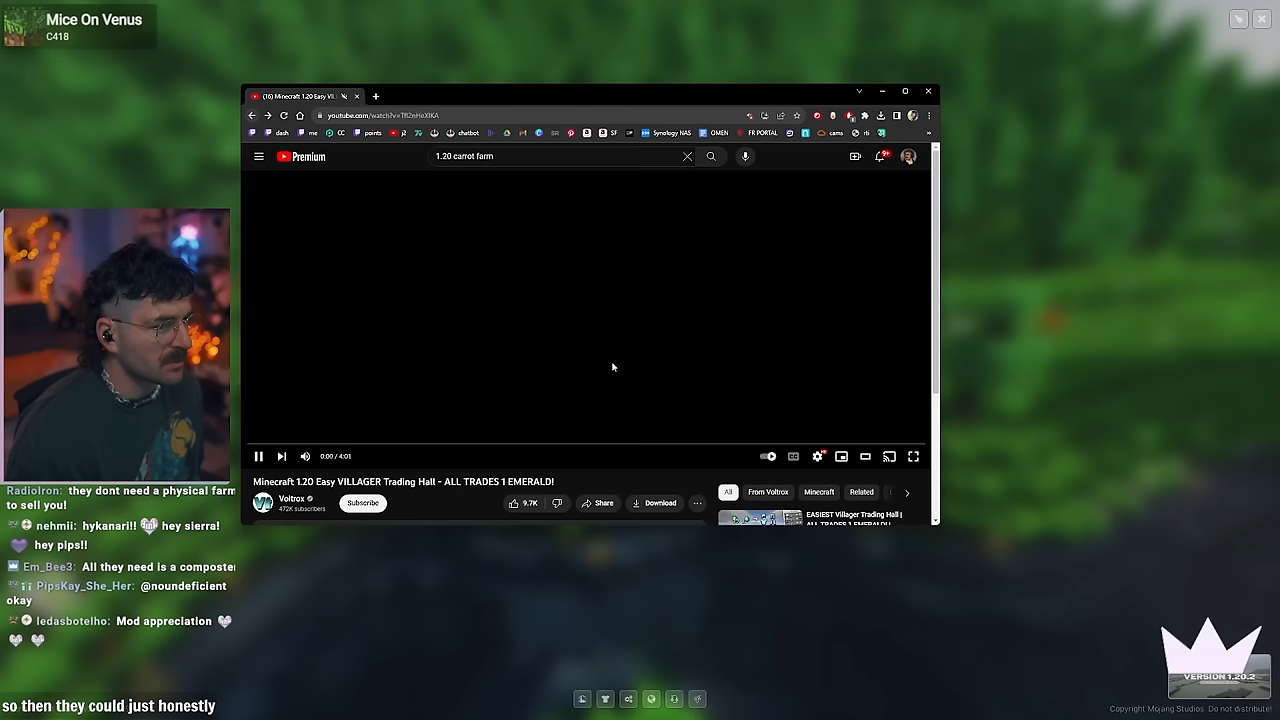 Mice On Venus
C418
(16) Minecraft 1.20 Easy VI
youtube.com/watch?v=
dash
me
CC
points
j2
chatbot
SF
Synology NAS
OMEN
FR PORTAL
cams
rti
Premium
1.20 carrot farm
9+
0:00 / 4:01
Minecraft 1.20 Easy VILLAGER Trading Hall - ALL TRADES 1 EMERALD!
Voltrox
472K subscribers
Subscribe
9.7K
Share
Download
All
From Voltrox
Minecraft
Related
EASIEST Villager Trading Hall |
ALL TRADES 1 EMERALD! |
RadioIron: they dont need a physical farm
to sell you!
nehmii: hykanari!! hey sierra!
hey pips!!
Em_Bee3: All they need is a composter
PipsKay_She_Her: @noundeficient
okay
ledasbotelho: Mod appreciation
so then they could just honestly
VERSION 1.20.2
Copyright Mojang Studios. Do not distribute!